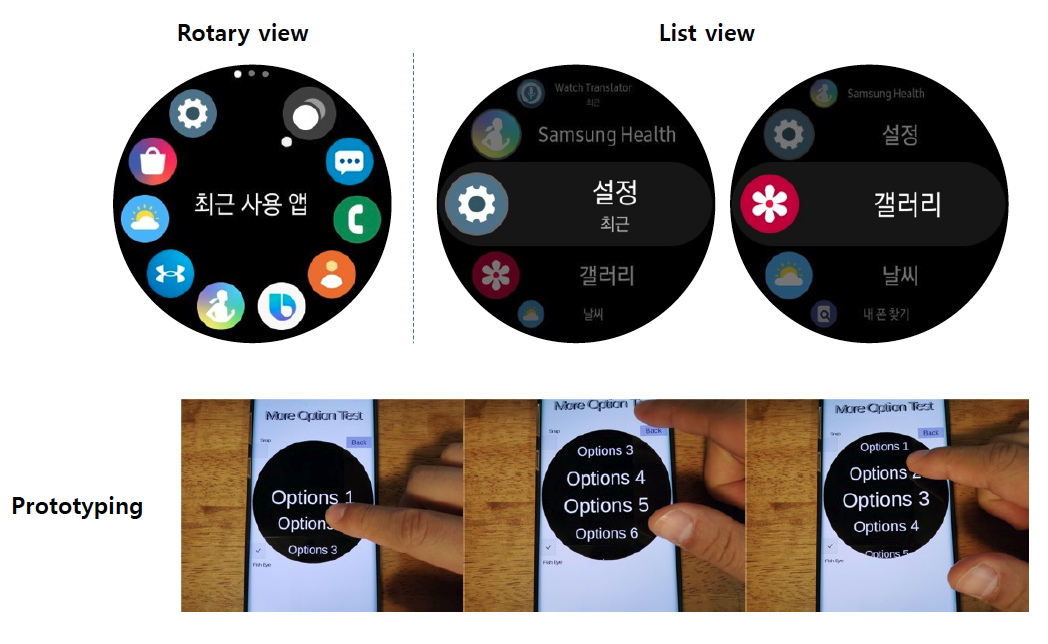 Rotary view
List view
최근 사용 앱
Watch Translator
최근
Samsung Health
설정
최근
갤러리
날씨
Samsung Health
설정
갤러리
날씨
내 폰 찾기
Prototyping
More Option Test
Snap
Back
Options 1
Options
Options 3
Fish Eye
More Option T
Back
Options 3
Options 4
Options 5
Options 6
More Option Test
Snap
Back
Options 1
Options 2
Options 3
Options 4
Options 5
Fish Eye